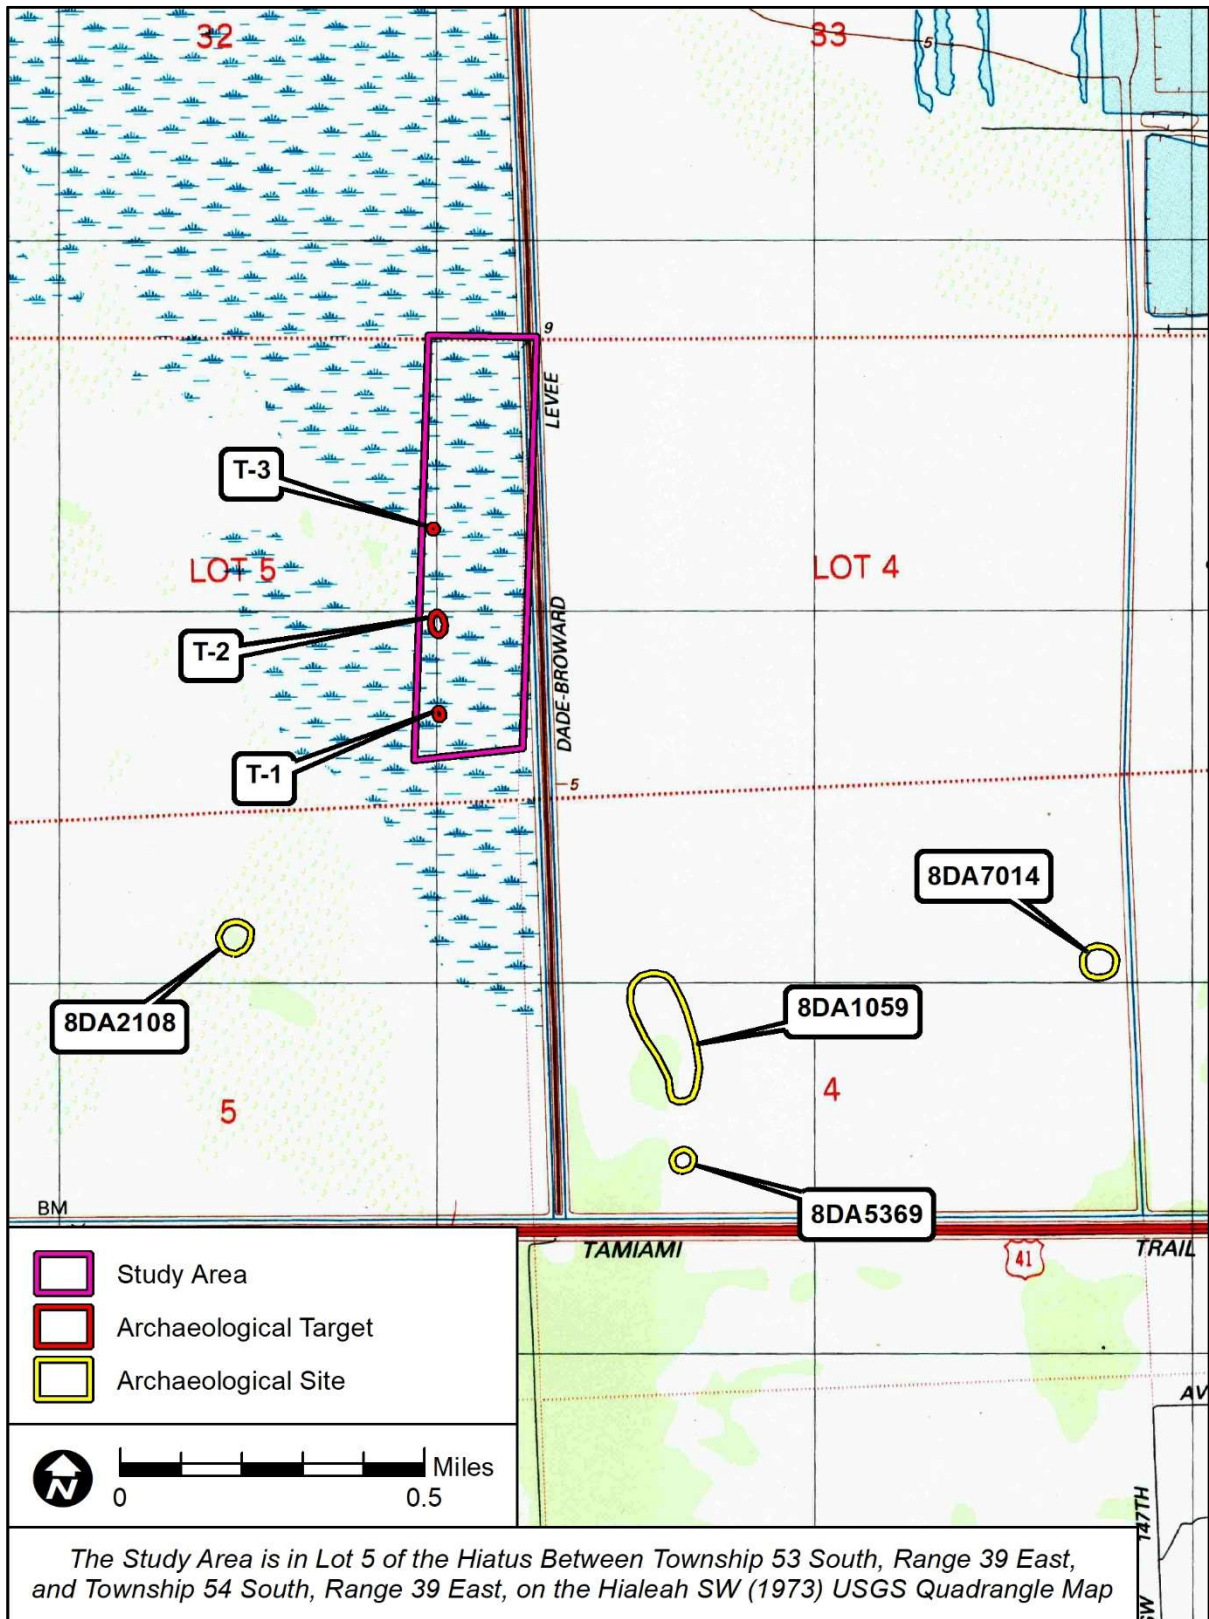 32
33
5
9
LEVEE
T-3
LOT 5
LOT 4
T-2
DADE-BROWARD
T-1
5
8DA7014
8DA2108
8DA1059
4
5
8DA5369
BM
TAMIAMI
41
TRAIL
Study Area
Archaeological Target
Archaeological Site
AV
N
Miles
0
0.5
147TH
SW
The Study Area is in Lot 5 of the Hiatus Between Township 53 South, Range 39 East,
and Township 54 South, Range 39 East, on the Hialeah SW (1973) USGS Quadrangle Map